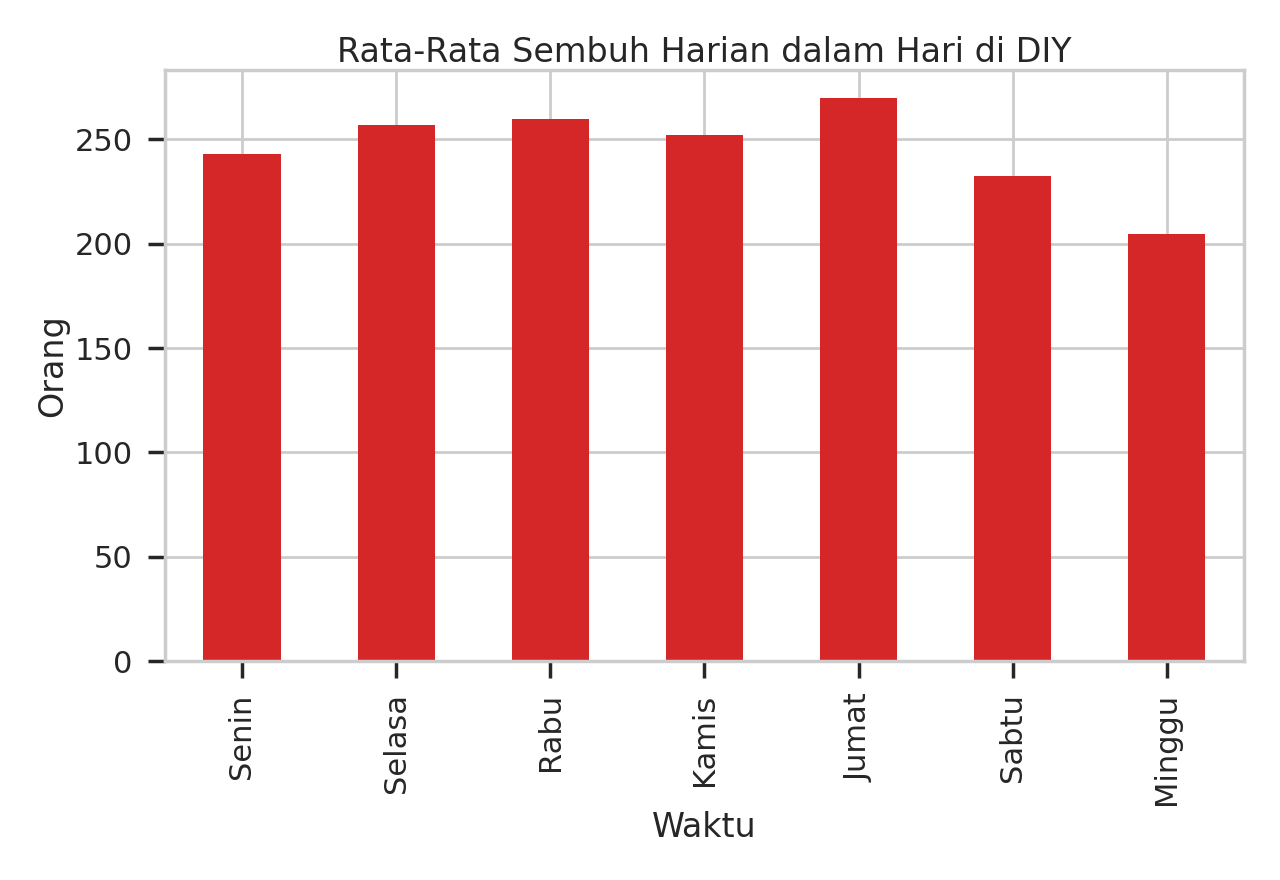 Rata-Rata Sembuh Harian dalam Hari di DIY
Orang
250
200
150
100
50
0
Senin
Selasa
Rabu
Kamis
Jumat
Sabtu
Minggu
Waktu